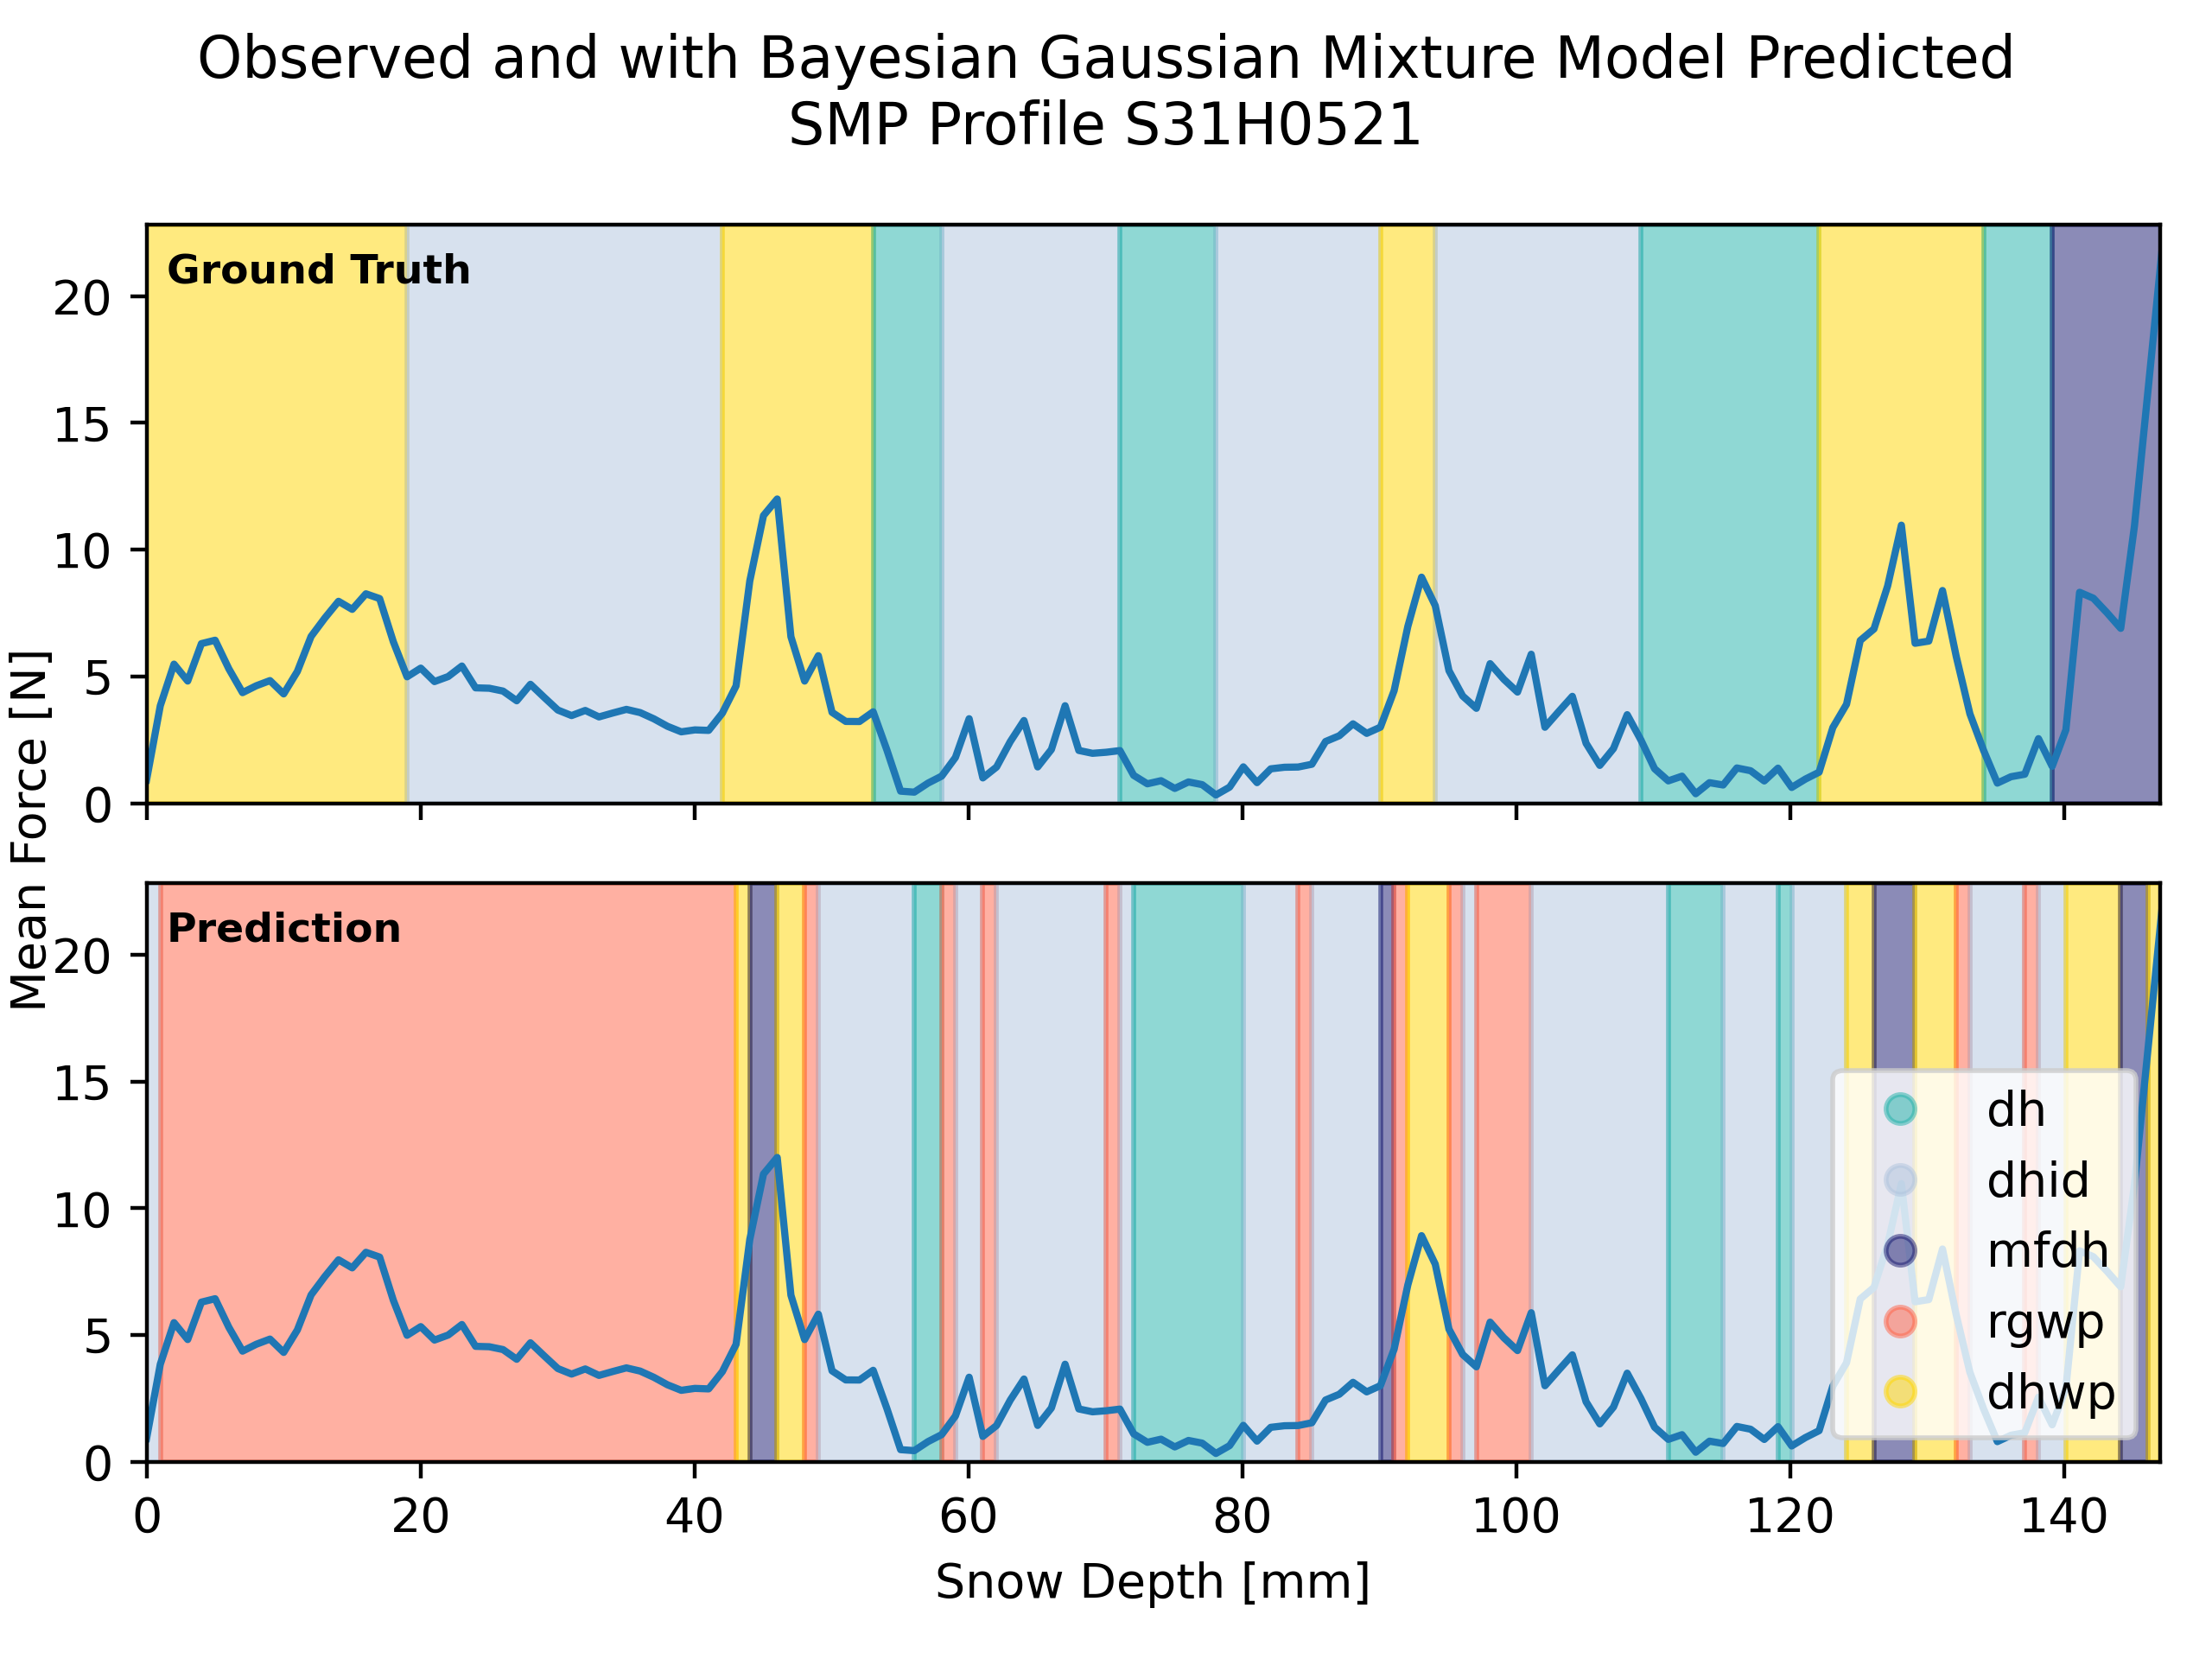 Observed and with Bayesian Gaussian Mixture Model Predicted
SMP Profile S31H0521
Mean Force [N]
Ground Truth
20
15
10
5
0
Prediction
20
15
10
5
0
dh
dhid
mfdh
rgwp
dhwp
0 20 40 60 80 100 120 140
Snow Depth [mm]